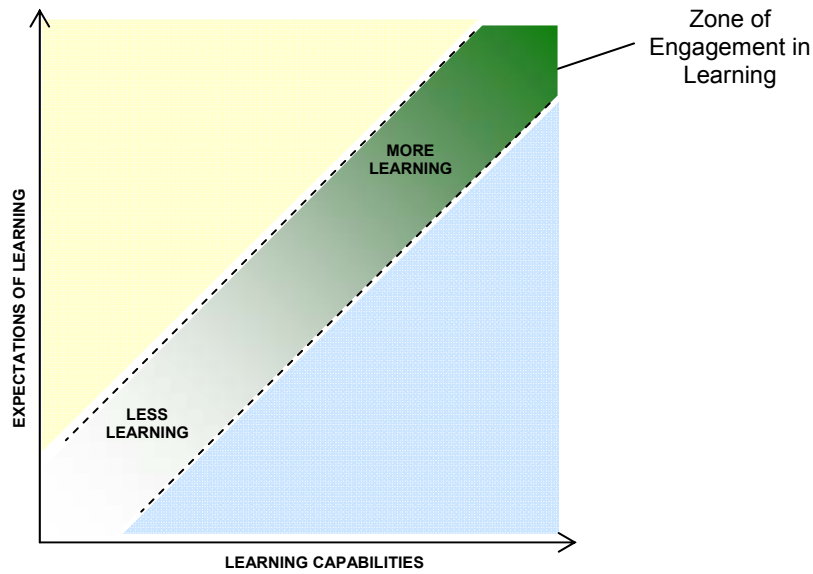 Zone of
Engagement in
Learning
MORE
LEARNING
EXPECTATIONS OF LEARNING
LESS
LEARNING
LEARNING CAPABILITIES